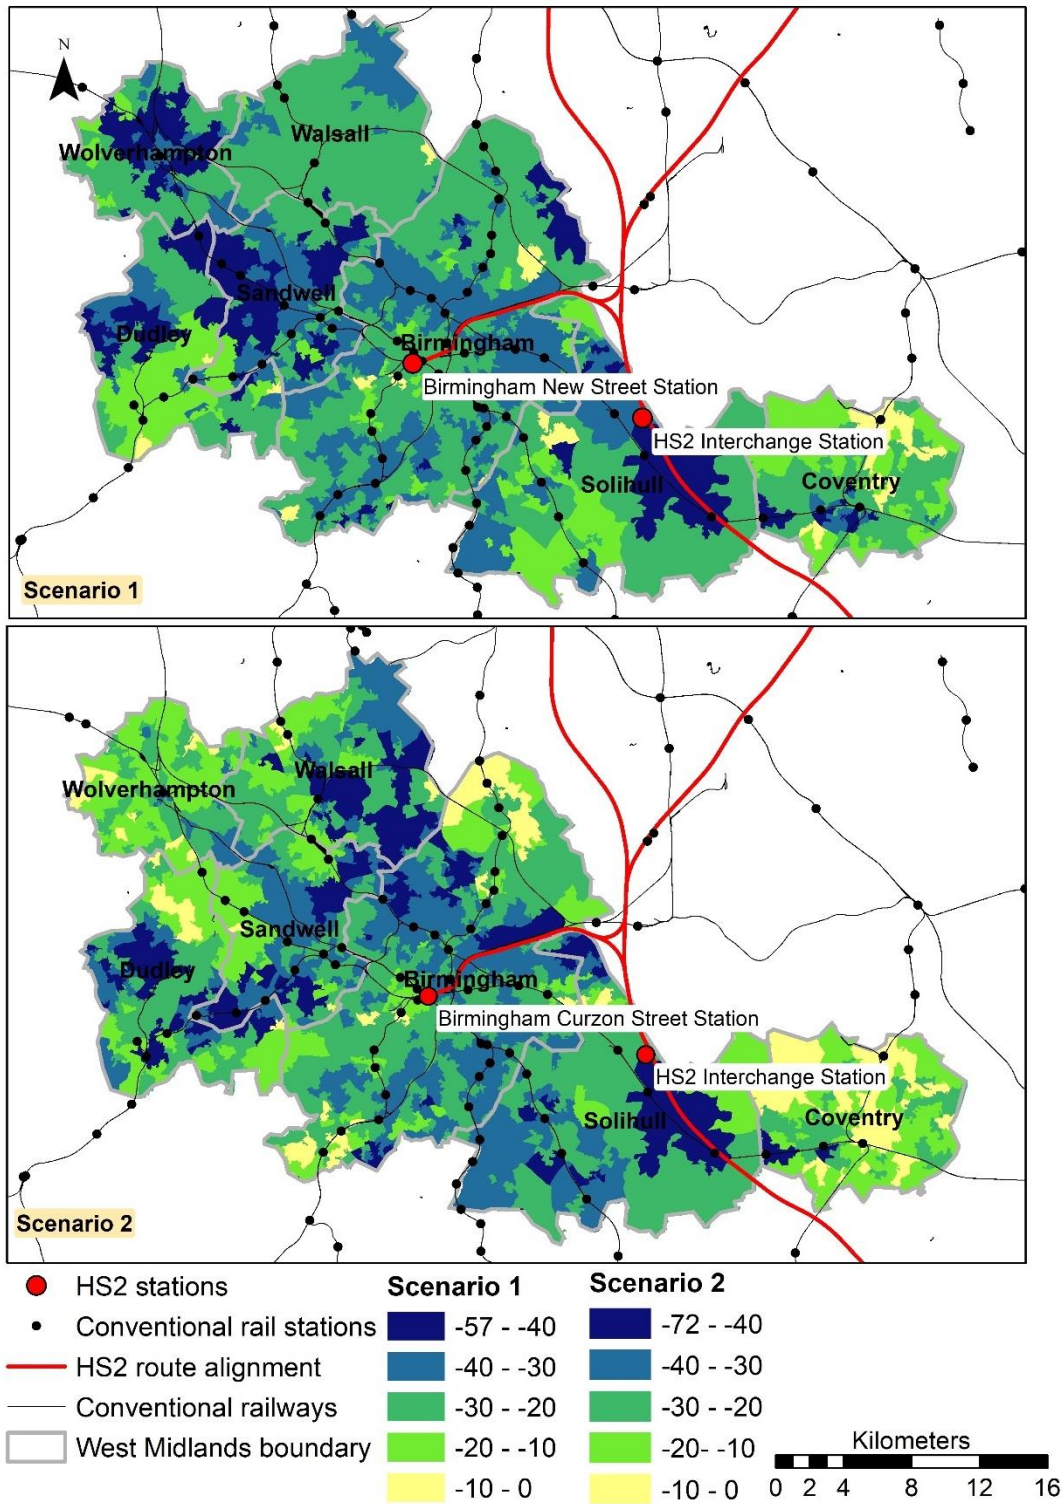 N
Walsall
Wolverhampton
Sandwell
Dudley
Birmingham
Birmingham New Street Station
HS2 Interchange Station
Solihull
Coventry
Scenario 1
Walsall
Wolverhampton
Sandwell
Dudley
Birmingham
Birmingham Curzon Street Station
HS2 Interchange Station
Solihull
Coventry
Scenario 2
HS2 stations
Conventional rail stations
HS2 route alignment
Conventional railways
West Midlands boundary
Scenario 1
-57 - -40
-40 - -30
-30 - -20
-20 - -10
-10 - 0
Scenario 2
-72 - -40
-40 - -30
-30 - -20
-20- -10
-10 - 0
Kilometers
0 2 4 8 12 16